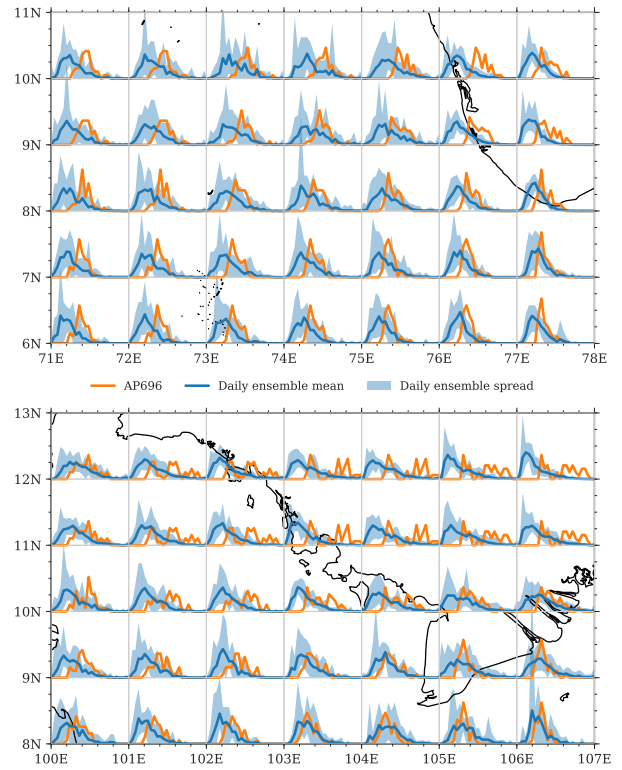 11N
10N
9N
8N
7N
6N
71E 72E 73E 74E 75E 76E 77E 78E
AP696 Daily ensemble mean Daily ensemble spread
13N
12N
11N
10N
9N
8N
100E 101E 102E 103E 104E 105E 106E 107E